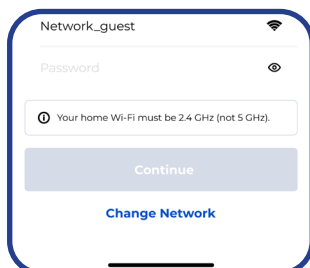 Network_guest
Password
Your home Wi-Fi must be 2.4 GHz (not 5 GHz).
Continue
Change Network